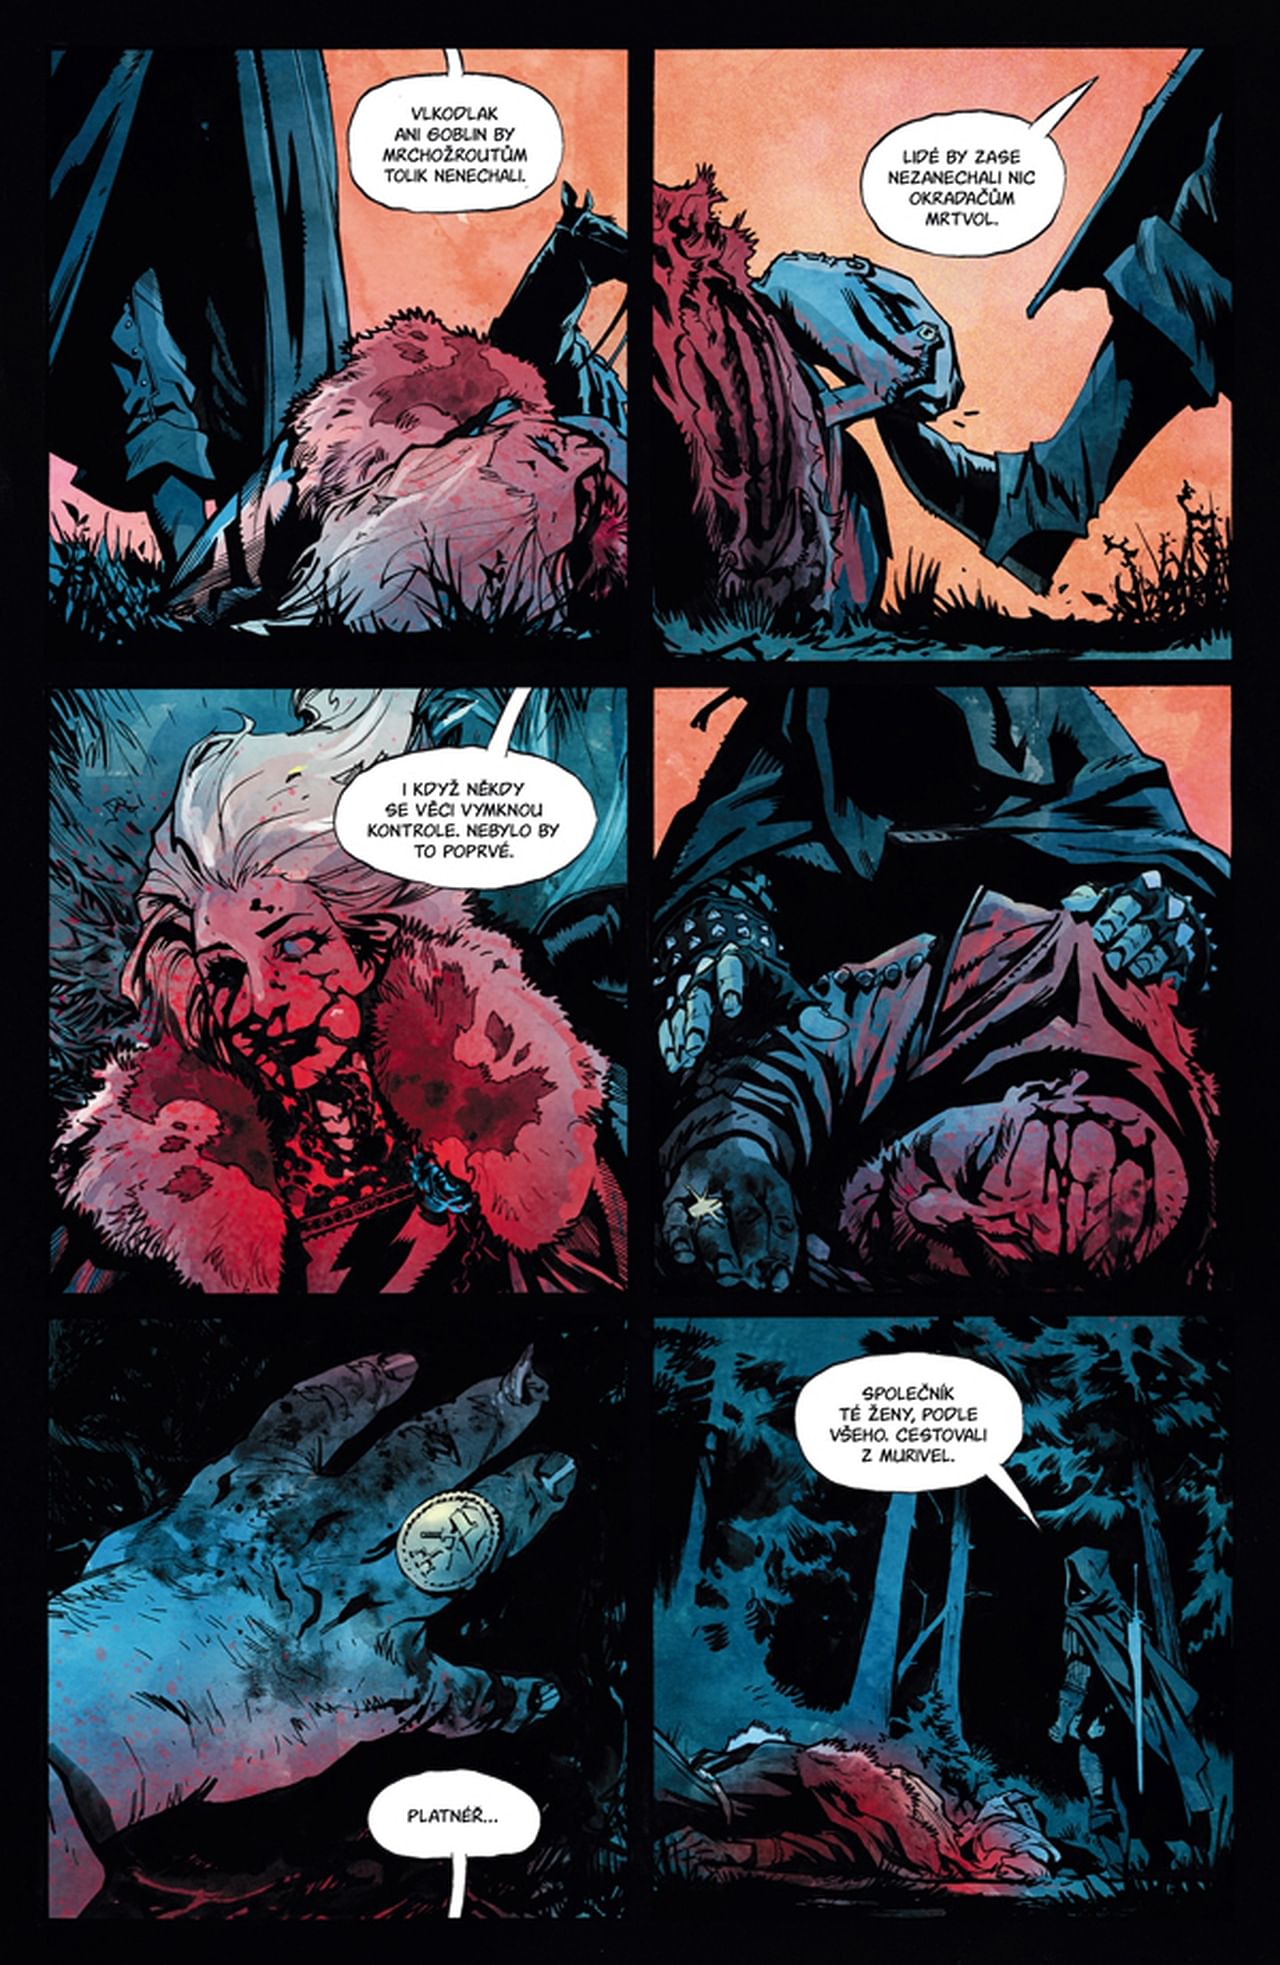 VLKODLAK
ANI GOBLIN BY
MRCHOŽROUTŮM
TOLIK NENECHALI.
LIDÉ BY ZASE
NEZANECHALI NIC
OKRADAČŮM
MRTVOL.
I KDYŽ NĚKDY
SE VĚCI VYMKNOU
KONTROLE. NEBYLO BY
TO POPRVÉ.
PLATNÉŘ...
SPOLEČNÍK
TÉ ŽENY, PODLE
VŠEHO. CESTOVALI
Z MURIVEL.